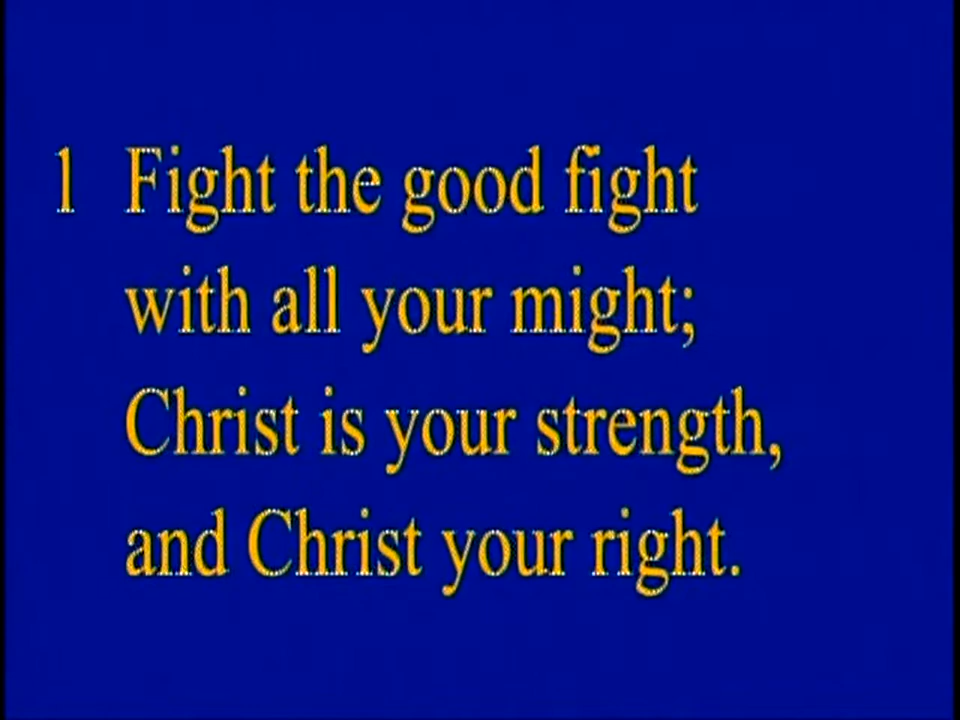 1 Fight the good fight
with all your might;
Christ is your strength,
and Christ your right.